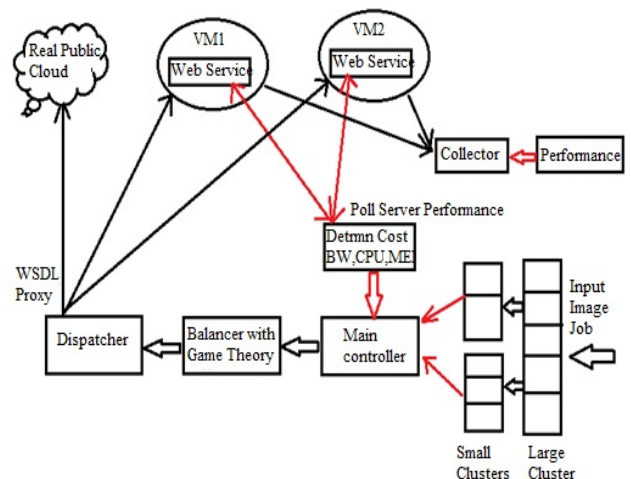 Real Public
Cloud
VM1
Web Service
VM2
Web Service
Collector
Performance
Poll Server Performance
Detrmn Cost
BW,CPU,ME
WSDL
Proxy
Dispatcher
Balancer with
Game Theory
Main
controller
Input
Image
Job
Small
Clusters
Large
Cluster